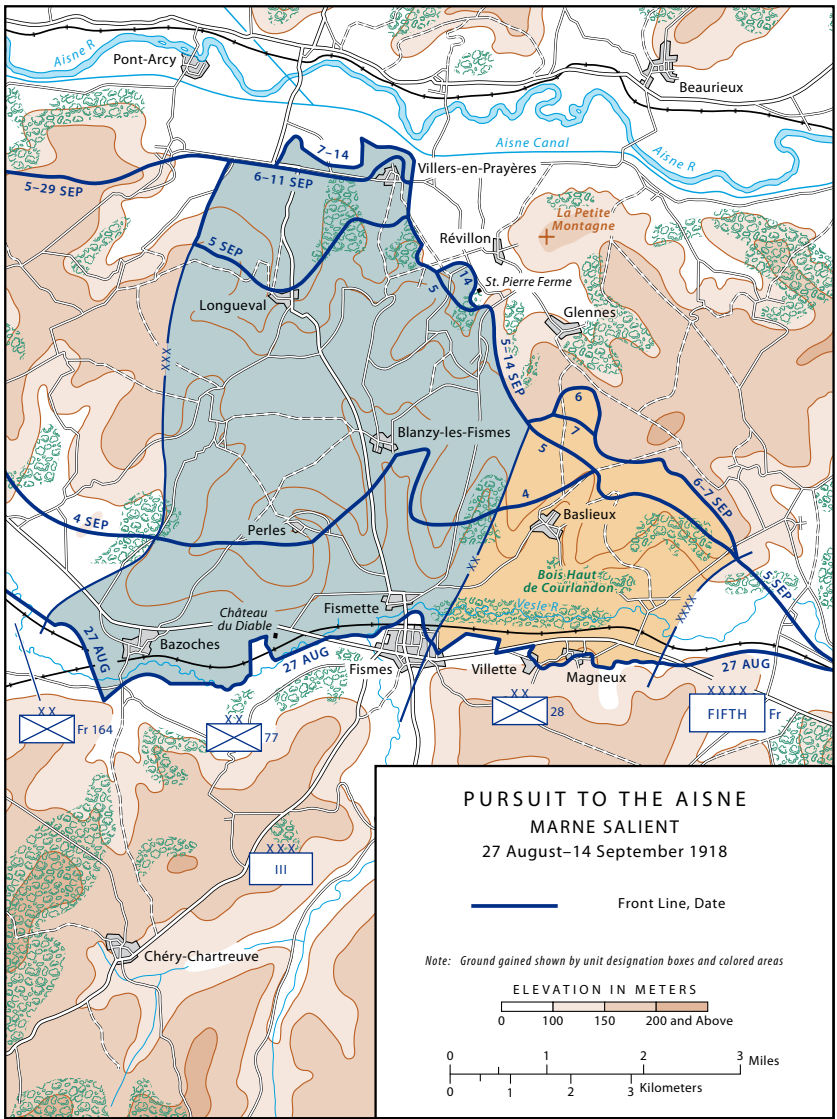 Aisne R
Pont-Arcy
Beaurieux
Aisne Canal
Aisne R
7–14
Villers-en-Prayères
5–29 SEP
6–11 SEP
La Petite
Montagne
Révillon
5 SEP
14
5
St. Pierre Ferme
Longueval
Glennes
XXX
5–14 SEP
6
7
Blanzy-les-Fismes
5
4
6–7 SEP
4 SEP
Baslieux
Perles
XX
Bois Haut
de Courlandon
5 SEP
Château
du Diable
Fismette
Vesle R
XXXX
27 AUG
Bazoches
27 AUG
Fismes
Villette
Magneux
27 AUG
XX
Fr 164
XX
77
XX
28
XXXX
FIFTH
Fr
XXX
III
Chéry-Chartreuve
PURSUIT TO THE AISNE
MARNE SALIENT
27 August–14 September 1918
Front Line, Date
Note: Ground gained shown by unit designation boxes and colored areas
ELEVATION IN METERS
0 100 150 200 and Above
0 1 2 3 Miles
0 1 2 3 Kilometers